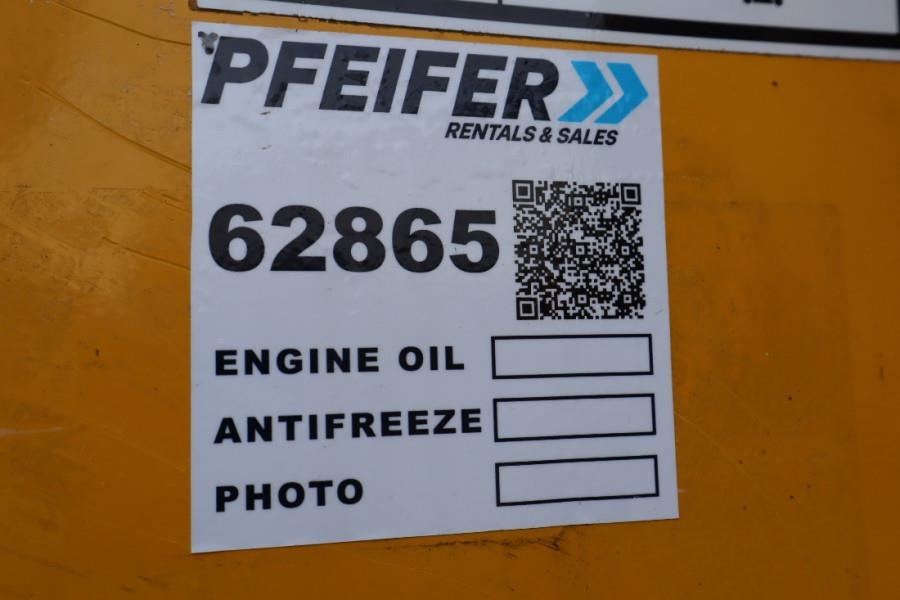 PFEIFER
RENTALS & SALES
62865
ENGINE OIL
ANTIFREEZE
PHOTO